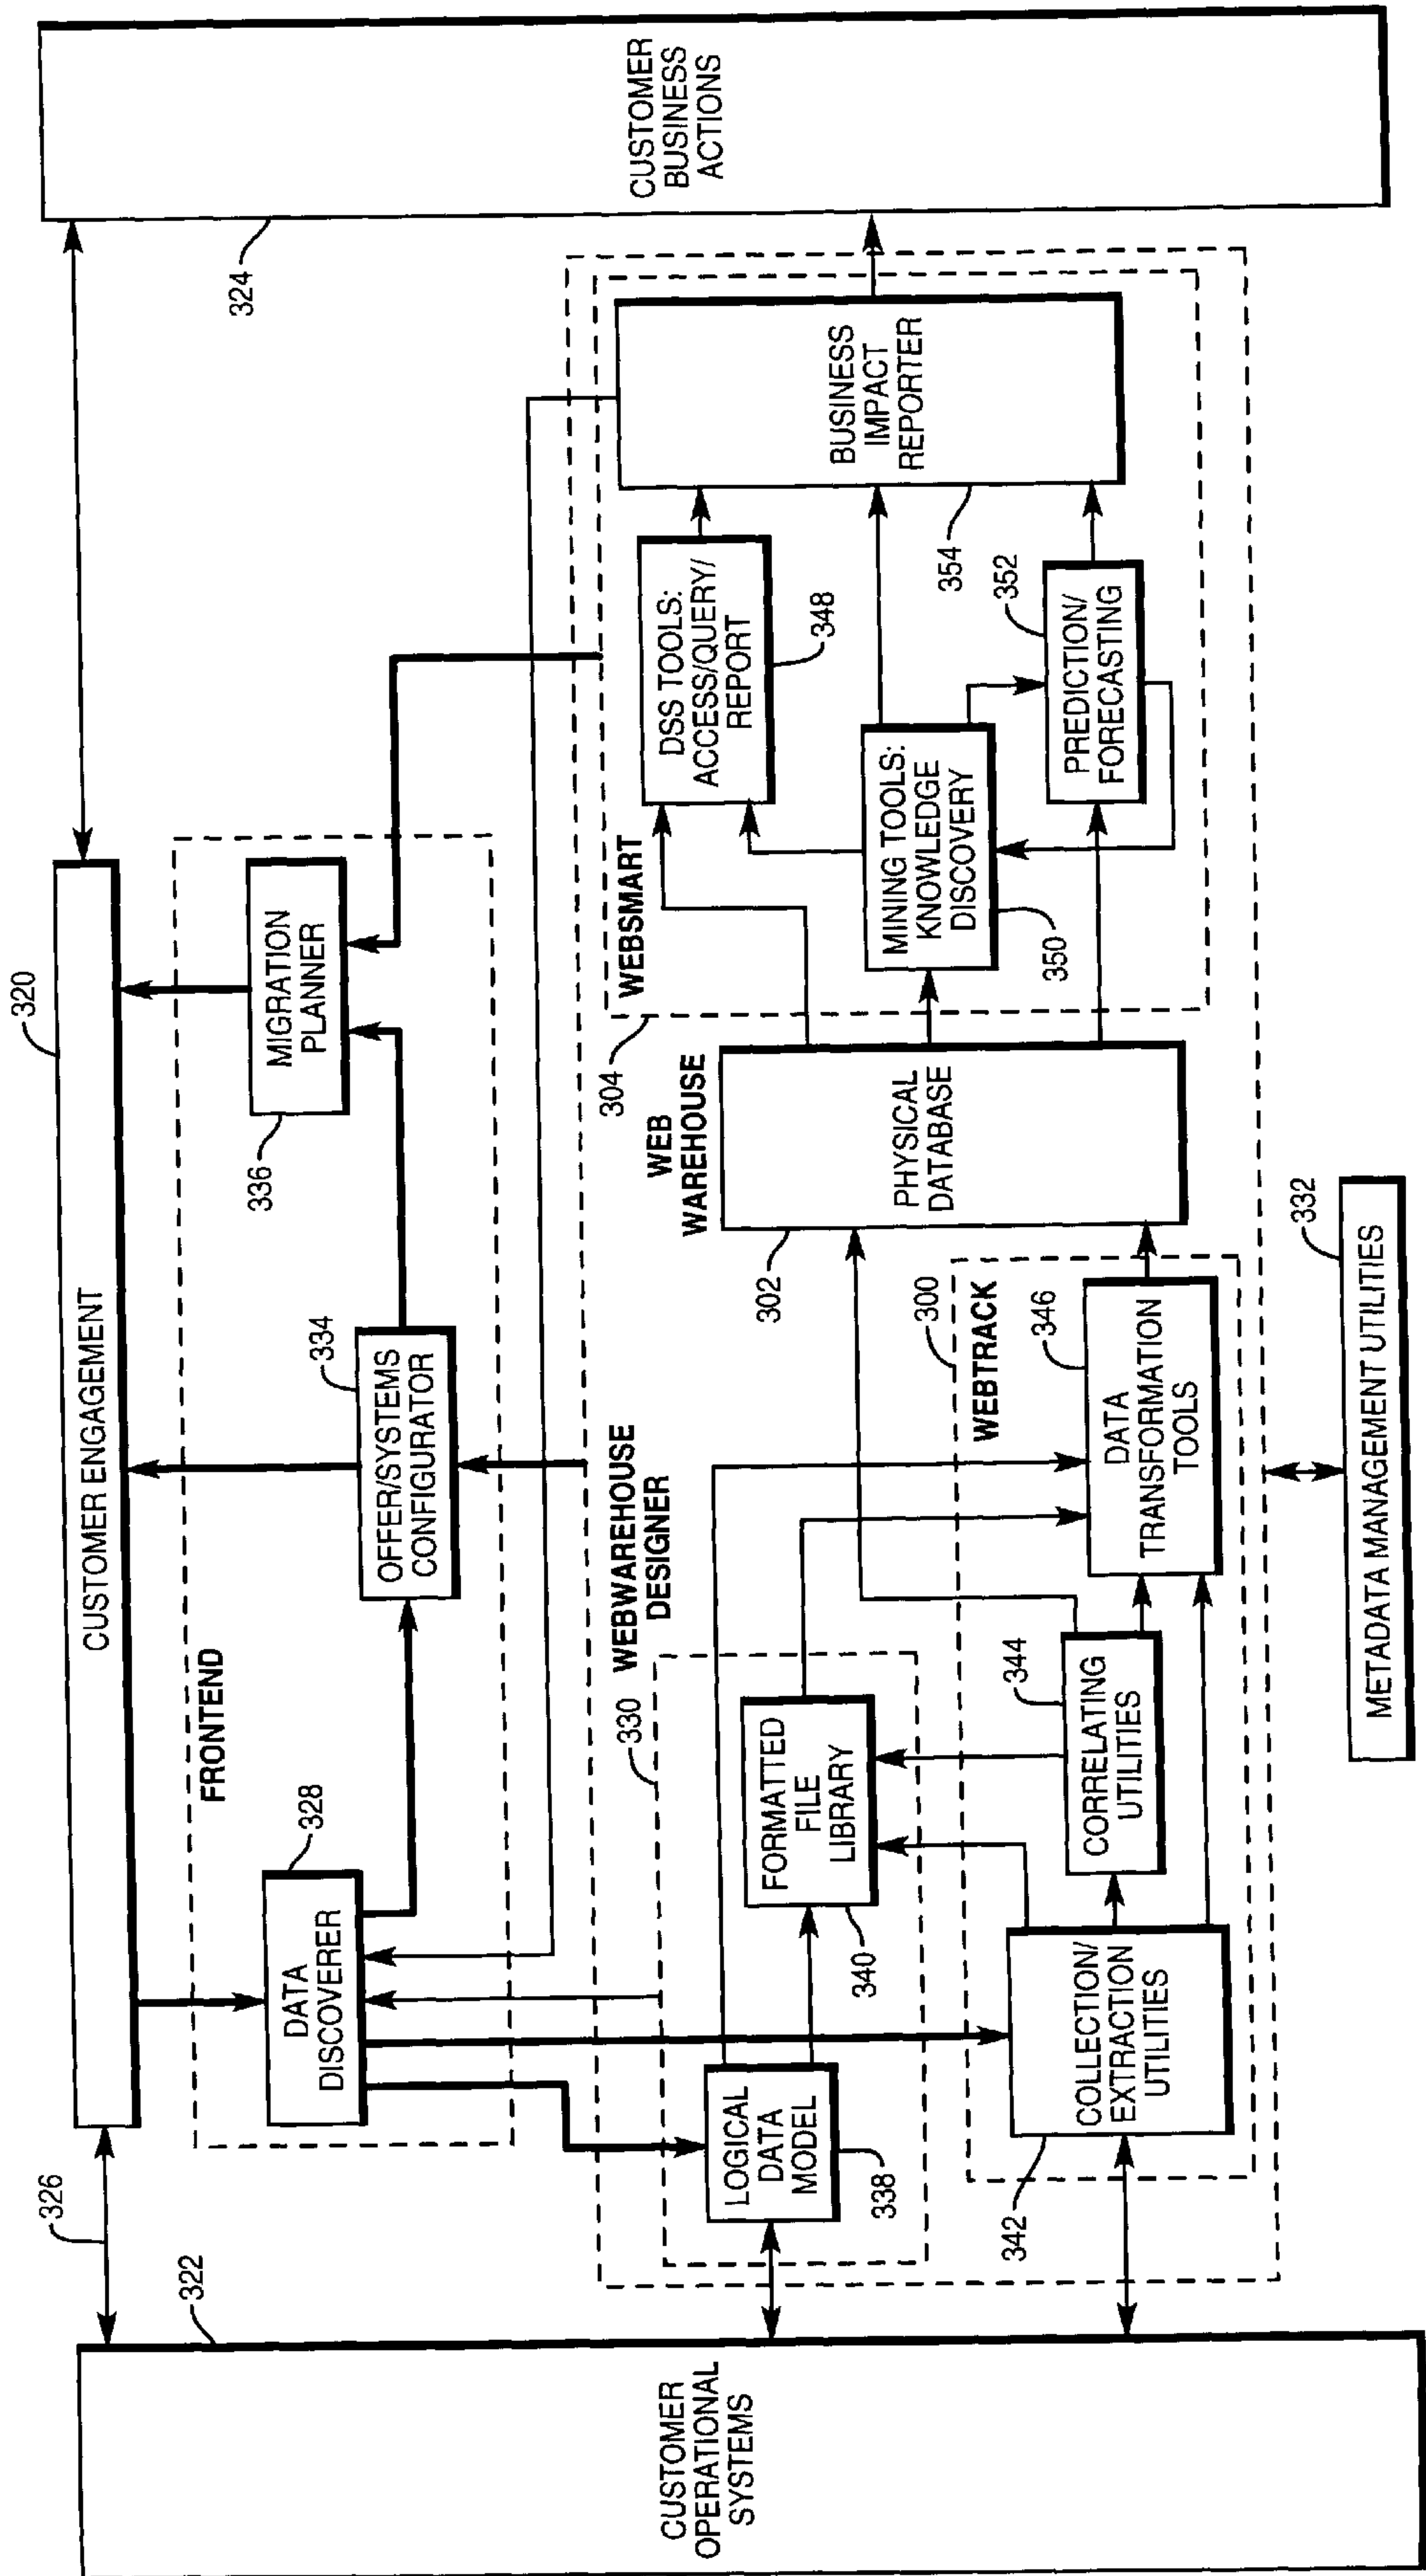 320
CUSTOMER ENGAGEMENT
326
322
CUSTOMER
OPERATIONAL
SYSTEMS
324
CUSTOMER
BUSINESS
ACTIONS
FRONTEND
328
DATA
DISCOVERER
334
OFFER/SYSTEMS
CONFIGURATOR
336
MIGRATION
PLANNER
330
WEBWAREHOUSE
DESIGNER
LOGICAL
DATA
MODEL
338
FORMATTED
FILE
LIBRARY
340
WEB
WAREHOUSE
302
PHYSICAL
DATABASE
304
WEBSMART
DSS TOOLS:
ACCESS/QUERY/
REPORT
348
MINING TOOLS:
KNOWLEDGE
DISCOVERY
350
352
PREDICTION/
FORECASTING
BUSINESS
IMPACT
REPORTER
354
300
WEBTRACK
342
COLLECTION/
EXTRACTION
UTILITIES
344
CORRELATING
UTILITIES
346
DATA
TRANSFORMATION
TOOLS
332
METADATA MANAGEMENT UTILITIES